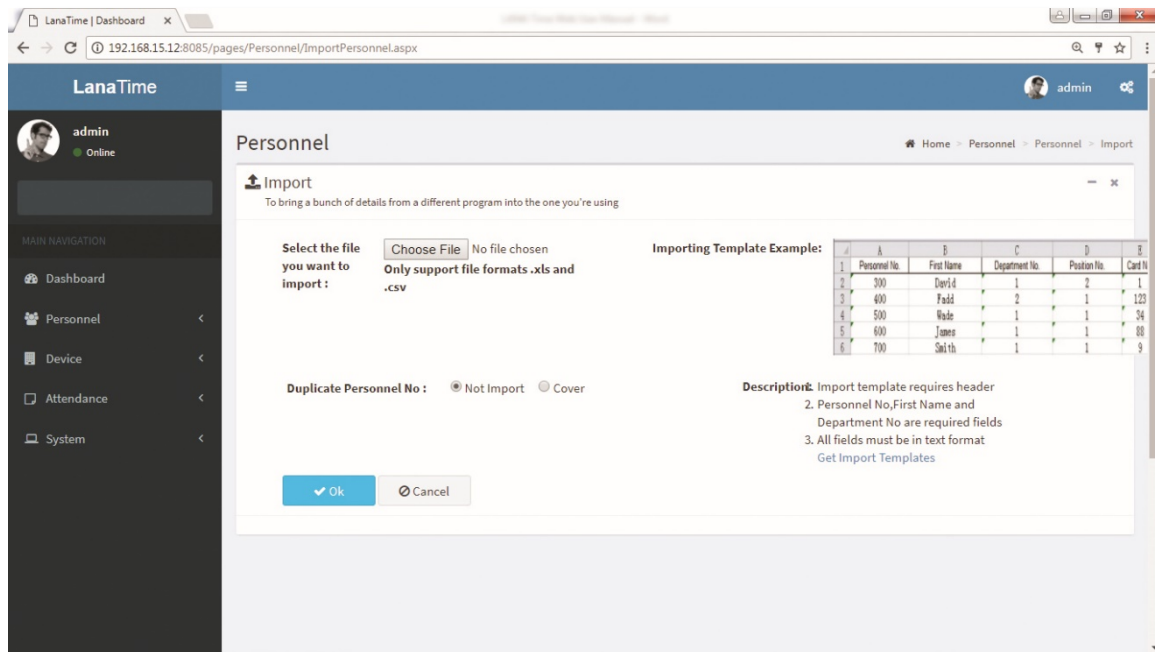 LanaTime | Dashboard
192.168.15.12:8085/pages/Personnel/ImportPersonnel.aspx
LanaTime
admin
admin
Online
Personnel
Home > Personnel > Personnel > Import
Import
To bring a bunch of details from a different program into the one you're using
MAIN NAVIGATION
Dashboard
Personnel
Device
Attendance
System
Select the file
you want to
import :
Choose File No file chosen
Only support file formats .xls and
.csv
Importing Template Example:
A B C D E
1 Personnel No. First Name Department No. Position No. Card N
2 300 David 1 2 1
3 400 Fadd 2 1 123
4 500 Wade 1 1 34
5 600 James 1 1 88
6 700 Smith 1 1 9
Duplicate Personnel No : Not Import Cover
Description: Import template requires header
2. Personnel No,First Name and
Department No are required fields
3. All fields must be in text format
Get Import Templates
Ok Cancel